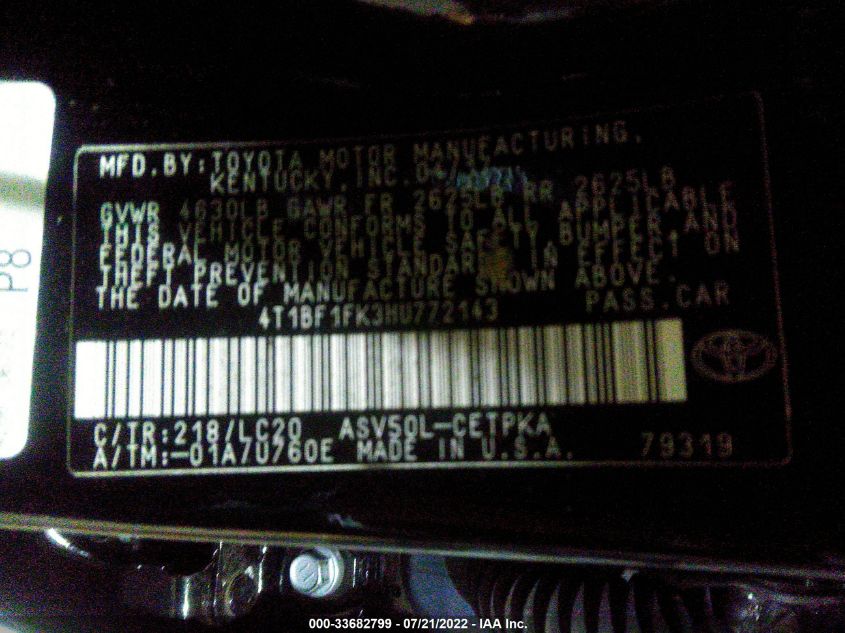 MFD.BY:TOYOTA MOTOR MANUFACTURING,
KENTUCKY,INC.
GVWR 4630LB GAWR FR 2625LB RR 2625LB
THIS VEHICLE CONFORMS TO ALL APPLICABLE
FEDERAL MOTOR VEHICLE SAFETY, BUMPER AND
THEFT PREVENTION STANDARDS IN EFFECT ON
THE DATE OF MANUFACTURE SHOWN ABOVE.
4T1BF1FK3HU772143 PASS.CAR
C/TR:218/LC20 ASV50L-CETPKA
A/TM:-01A/U760E MADE IN U.S.A. 79319
P8
000-33682799 - 07/21/2022 - IAA Inc.